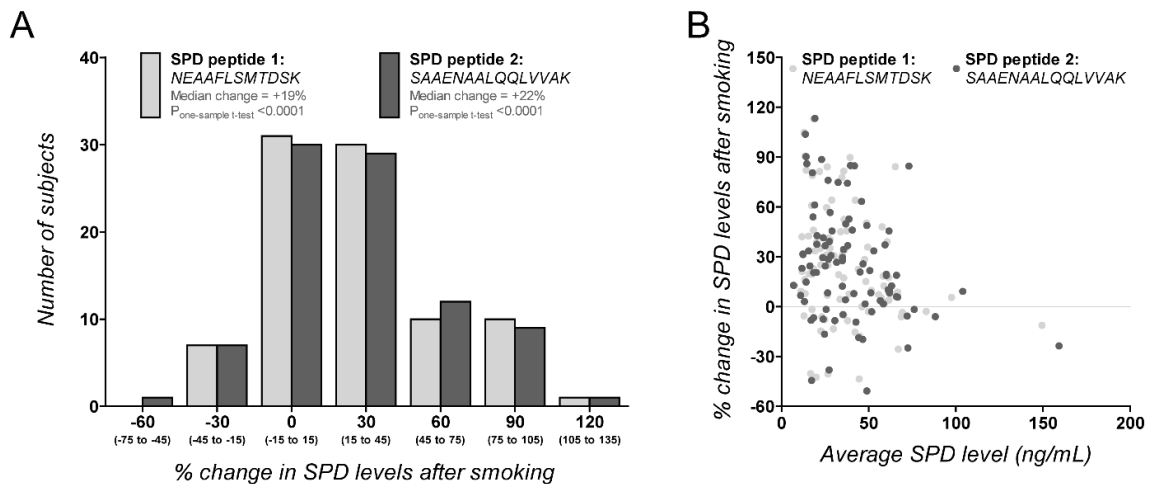 A
SPD peptide 1:
NEAAFLSMTDSK
Median change = +19%
Pone-sample t-test <0.0001
SPD peptide 2:
SAAENAALQQLVVAK
Median change = +22%
Pone-sample t-test <0.0001
Number of subjects
40
30
20
10
0
-60 -30 0 30 60 90 120
(-75 to -45) (-45 to -15) (-15 to 15) (15 to 45) (45 to 75) (75 to 105) (105 to 135)
% change in SPD levels after smoking
B
SPD peptide 1:
NEAAFLSMTDSK
SPD peptide 2:
SAAENAALQQLVVAK
% change in SPD levels after smoking
150
120
90
60
30
0
-30
-60
0 50 100 150 200
Average SPD level (ng/mL)